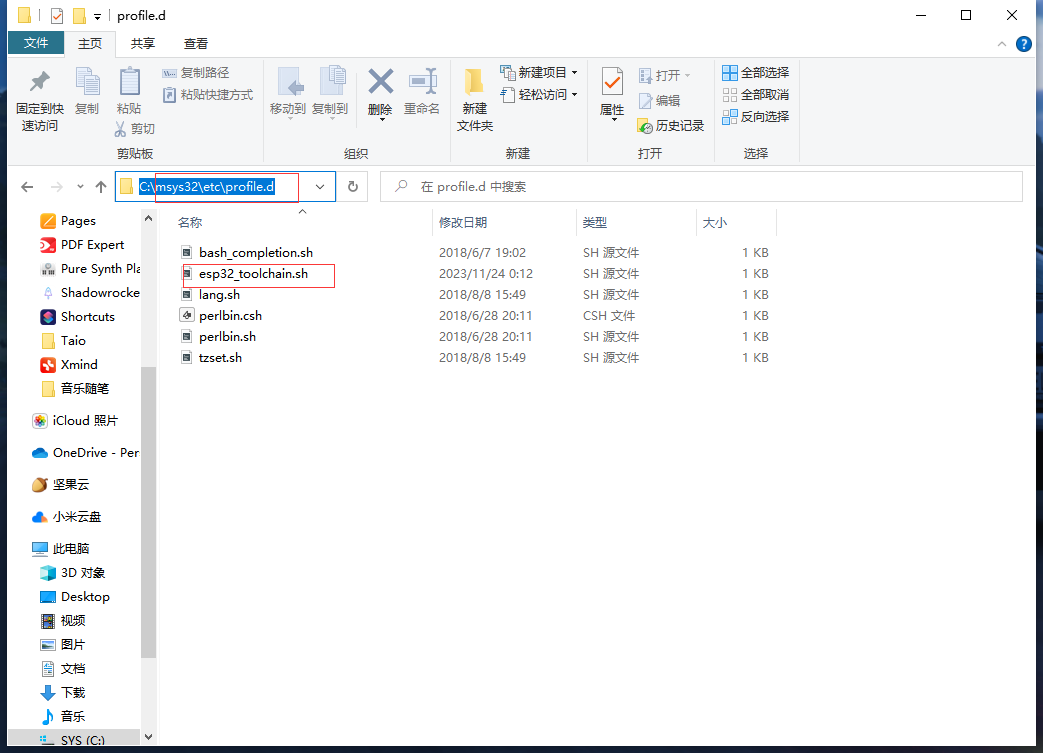 profile.d
文件 主页 共享 查看
固定到快速访问
复制
粘贴
复制路径
粘贴快捷方式
剪切
剪贴板
移动到
复制到
删除
重命名
组织
新建文件夹
新建项目
轻松访问
新建
属性
打开
编辑
历史记录
打开
全部选择
全部取消
反向选择
选择
C:\msys32\etc\profile.d
在 profile.d 中搜索
Pages
PDF Expert
Pure Synth Pla
Shadowrocke
Shortcuts
Taio
Xmind
音乐随笔
iCloud 照片
OneDrive - Per
坚果云
小米云盘
此电脑
3D 对象
Desktop
视频
图片
文档
下载
音乐
SYS (C:)
名称 修改日期 类型 大小
bash_completion.sh 2018/6/7 19:02 SH 源文件 1 KB
esp32_toolchain.sh 2023/11/24 0:12 SH 源文件 1 KB
lang.sh 2018/8/8 15:49 SH 源文件 1 KB
perlbin.csh 2018/6/28 20:11 CSH 文件 1 KB
perlbin.sh 2018/6/28 20:11 SH 源文件 1 KB
tzset.sh 2018/8/8 15:49 SH 源文件 1 KB